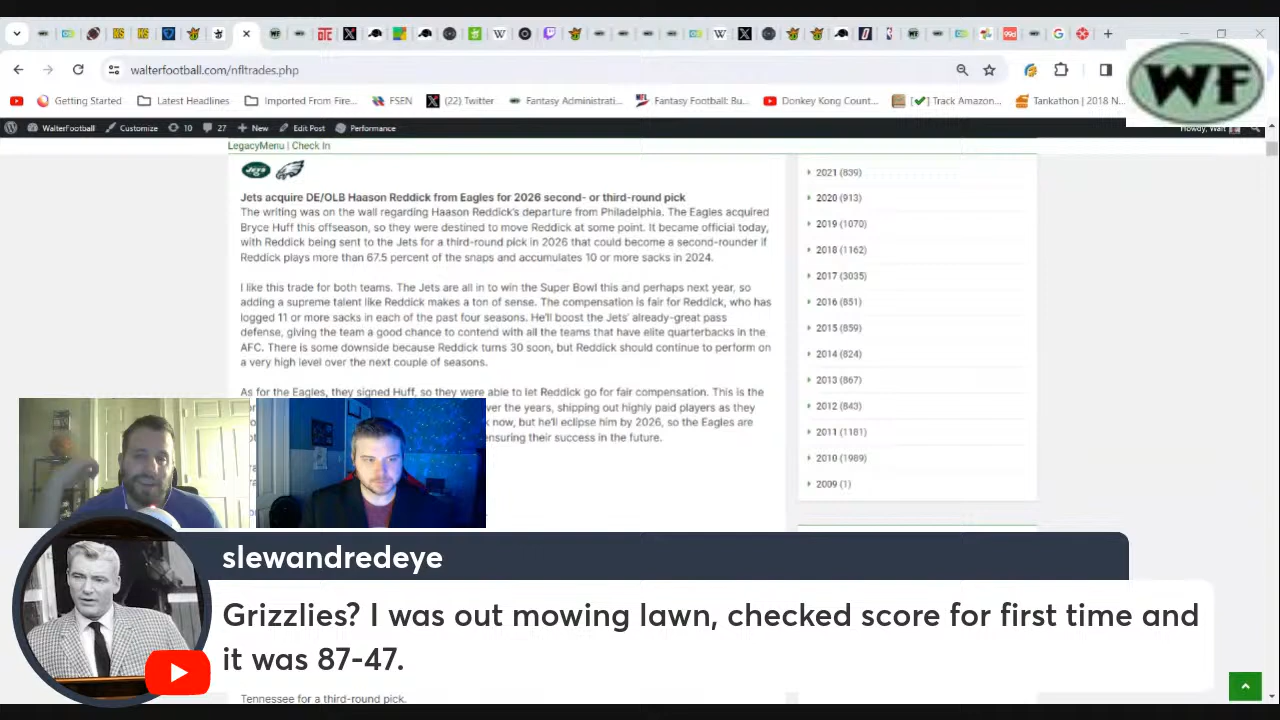 walterfootball.com/nfltrades.php
WF
Getting Started
Latest Headlines
Imported From Fire...
FSEN
(22) Twitter
Fantasy Administrati...
Fantasy Football: Bu...
Donkey Kong Count...
Track Amazon...
Tankathon | 2018 N...
WalterFootball
Customize
10
27
New
Edit Post
Performance
Howdy, Walt
LegacyMenu | Check In
JETS
Jets acquire DE/OLB Haason Reddick from Eagles for 2026 second- or third-round pick
The writing was on the wall regarding Haason Reddick's departure from Philadelphia. The Eagles acquired
Bryce Huff this offseason, so they were destined to move Reddick at some point. It became official today,
with Reddick being sent to the Jets for a third-round pick in 2026 that could become a second-rounder if
Reddick plays more than 67.5 percent of the snaps and accumulates 10 or more sacks in 2024.
I like this trade for both teams. The Jets are all in to win the Super Bowl this and perhaps next year, so
adding a supreme talent like Reddick makes a ton of sense. The compensation is fair for Reddick, who has
logged 11 or more sacks in each of the past four seasons. He'll boost the Jets' already-great pass
defense, giving the team a good chance to contend with all the teams that have elite quarterbacks in the
AFC. There is some downside because Reddick turns 30 soon, but Reddick should continue to perform on
a very high level over the next couple of seasons.
As for the Eagles, they signed Huff, so they were able to let Reddick go for fair compensation. This is the
over the years, shipping out highly paid players as they
now, but he'll eclipse him by 2026, so the Eagles are
ensuring their success in the future.
2021 (839)
2020 (913)
2019 (1070)
2018 (1162)
2017 (3035)
2016 (851)
2015 (859)
2014 (824)
2013 (867)
2012 (843)
2011 (1181)
2010 (1989)
2009 (1)
slewandredeye
Grizzlies? I was out mowing lawn, checked score for first time and
it was 87-47.
Tennessee for a third-round pick.